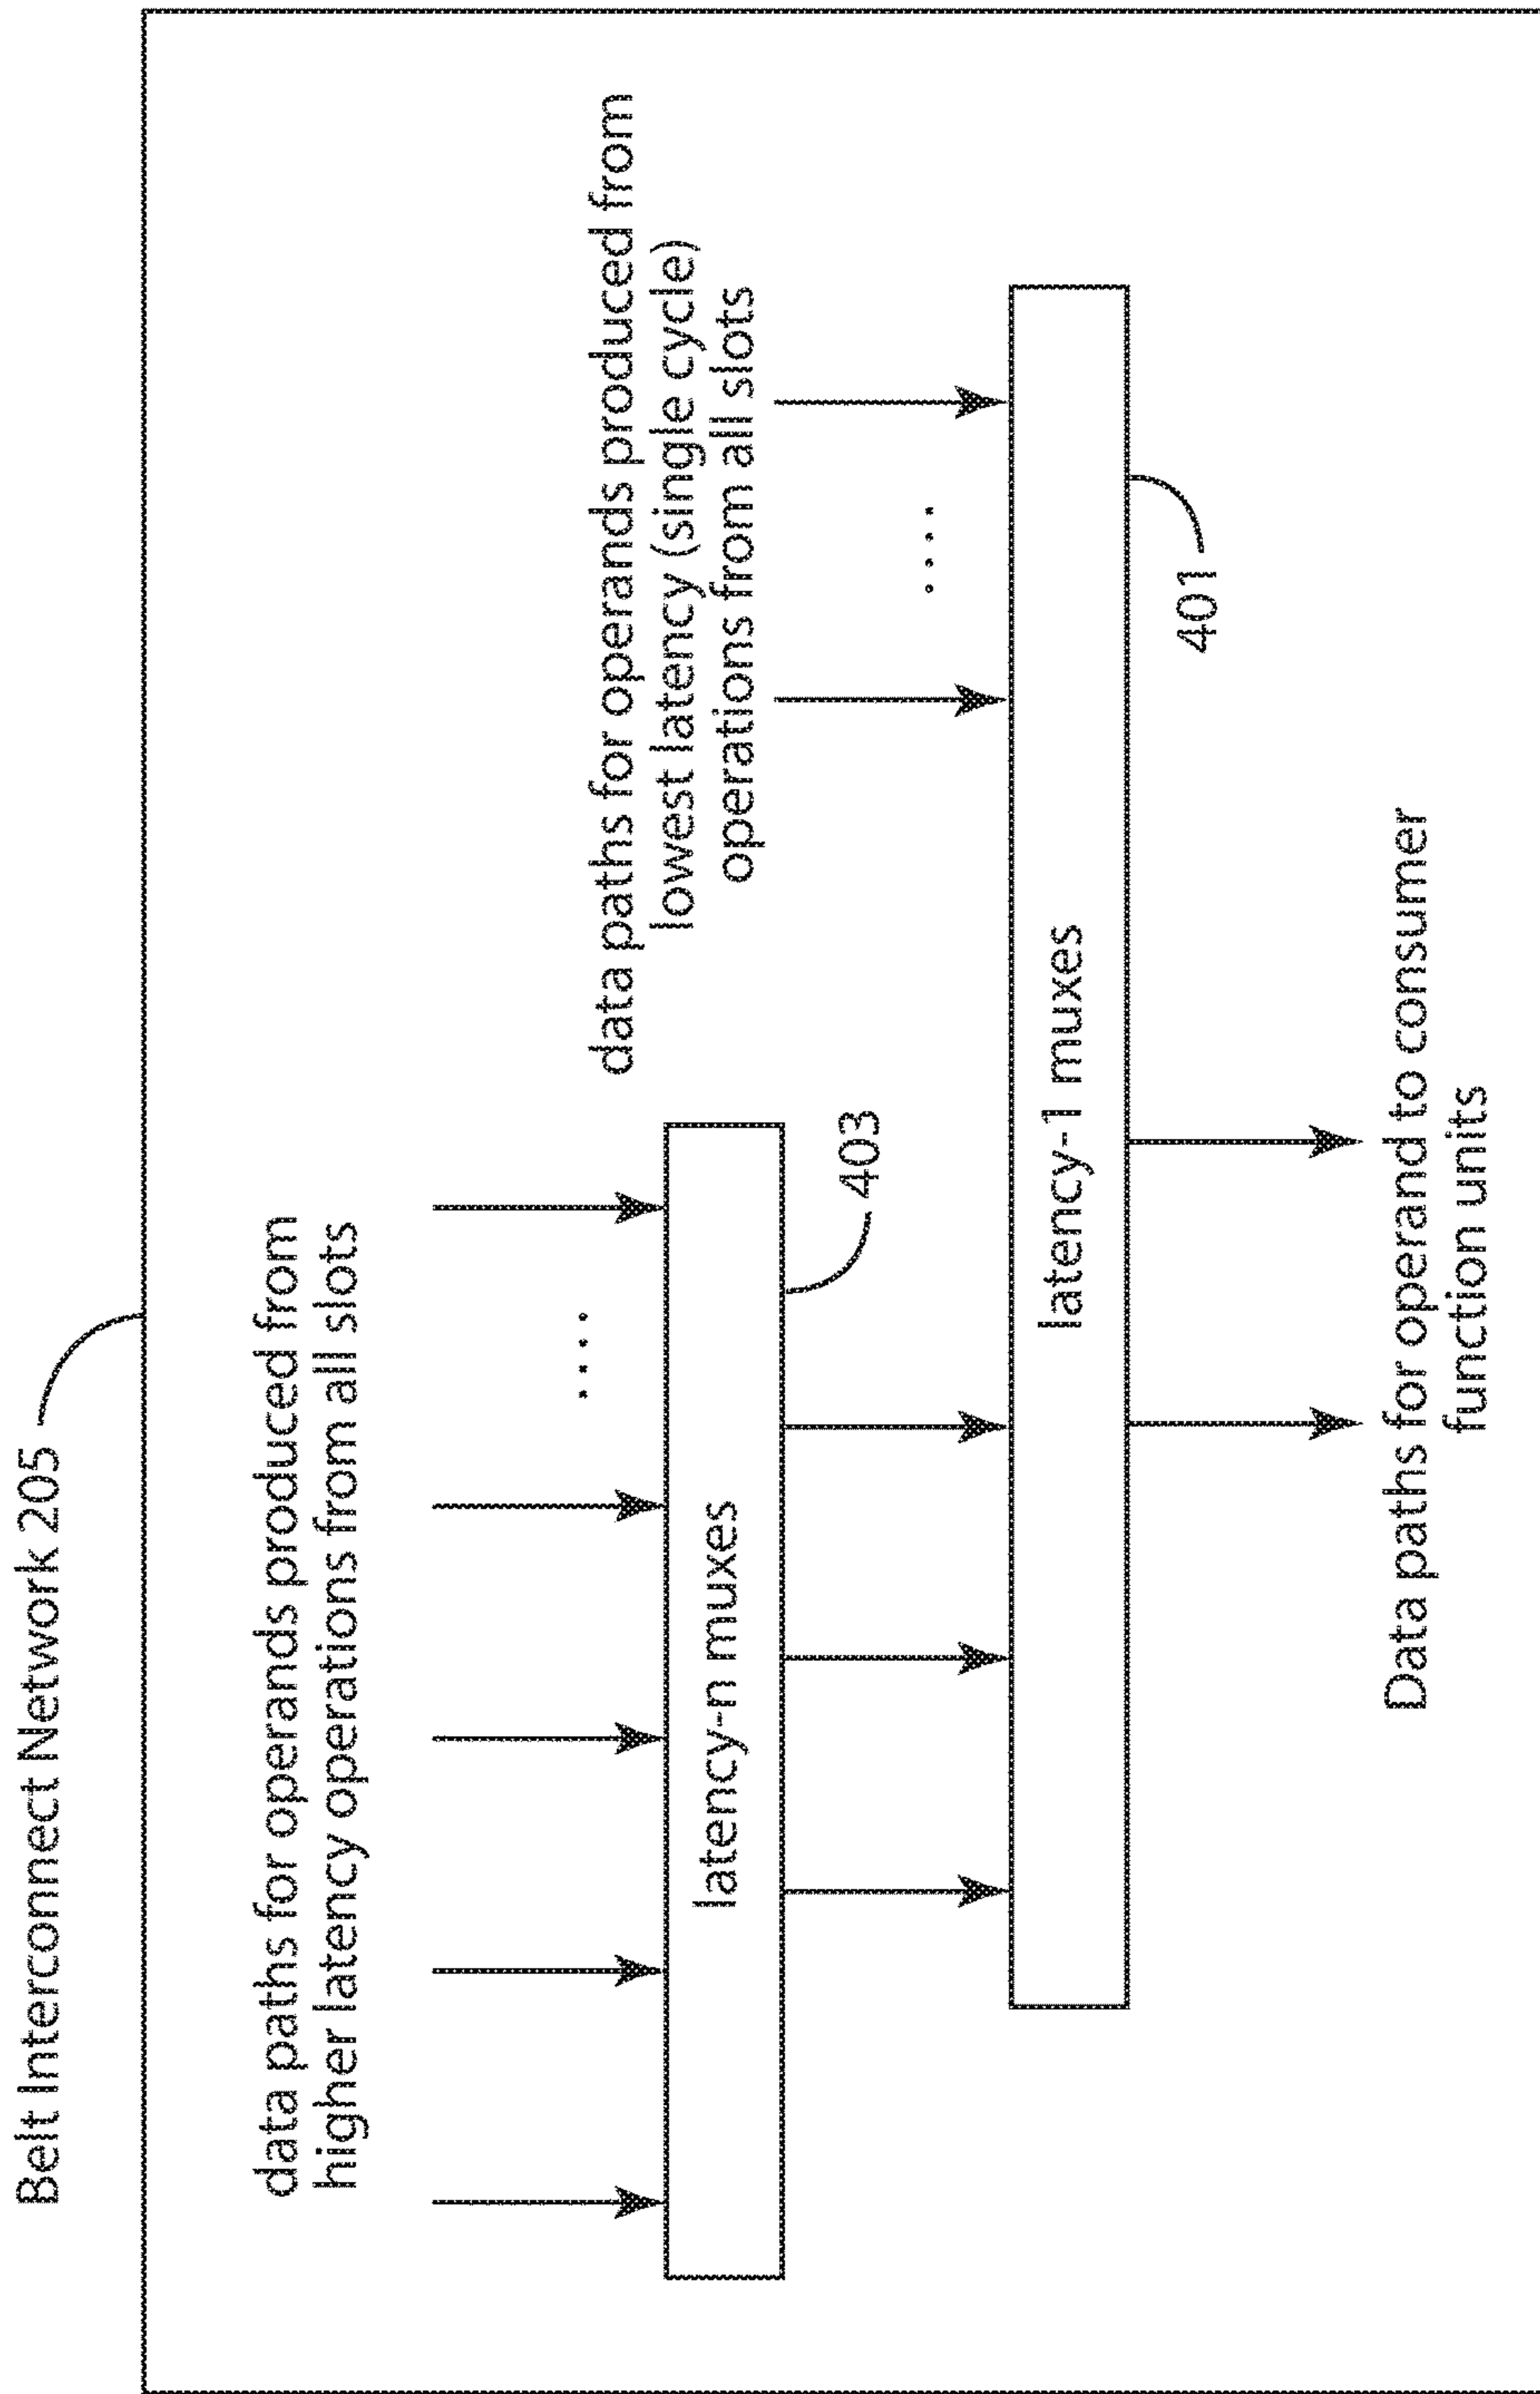 Belt Interconnect Network 205
data paths for operands produced from
higher latency operations from all slots
data paths for operands produced from
lowest latency (single cycle)
operations from all slots
....
latency-n muxes
403
....
latency-1 muxes
401
Data paths for operand to consumer
function units